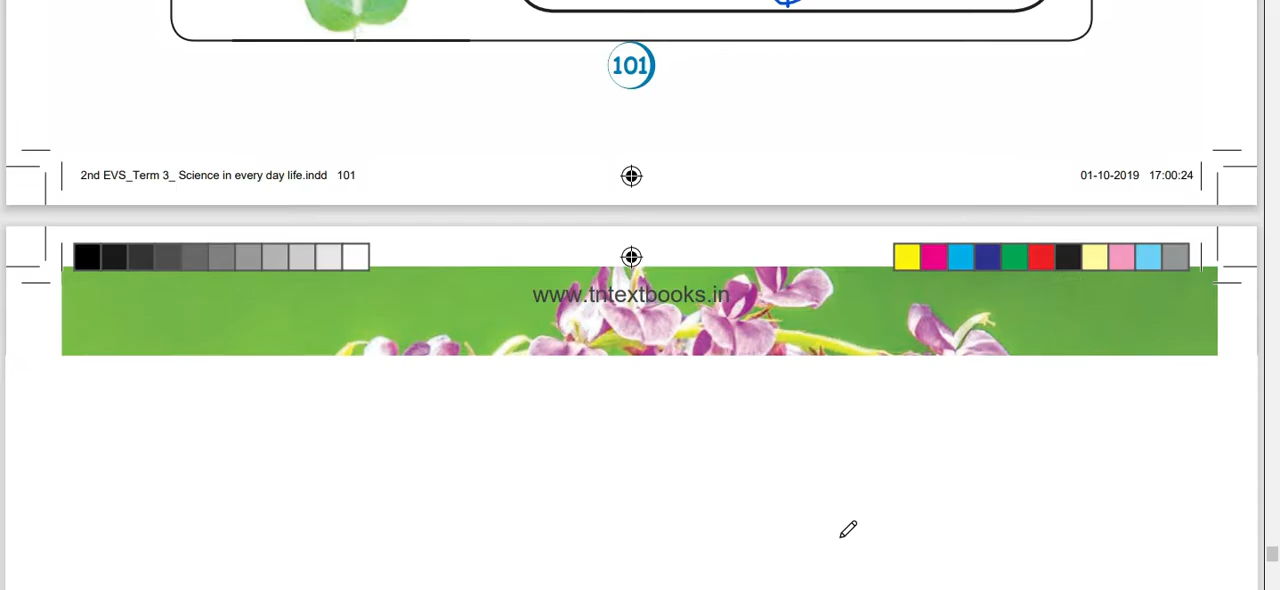 101
2nd EVS_Term 3_ Science in every day life.indd 101
01-10-2019 17:00:24
www.tntextbooks.in